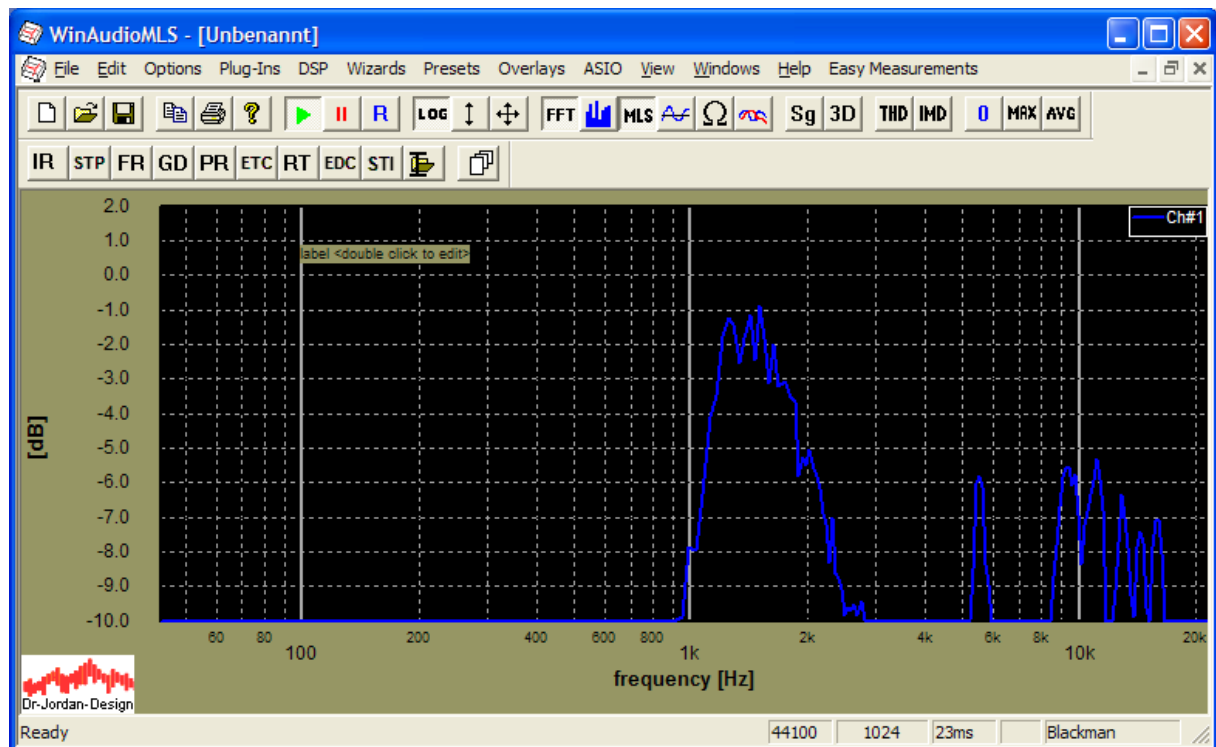 WinAudioMLS - [Unbenannt]
File Edit Options Plug-Ins DSP Wizards Presets Overlays ASIO View Windows Help Easy Measurements
R LOG FFT MLS Ω Sg 3D THD IMD 0 MAX AVG
IR STP FR GD PR ETC RT EDC STI
2.0
Ch#1
1.0
label <double click to edit>
0.0
-1.0
-2.0
-3.0
-4.0
[dB]
-5.0
-6.0
-7.0
-8.0
-9.0
-10.0
60 80 200 400 600 800 2k 4k 6k 8k 20k
100 1k 10k
frequency [Hz]
Dr-Jordan-Design
Ready 44100 1024 23ms Blackman